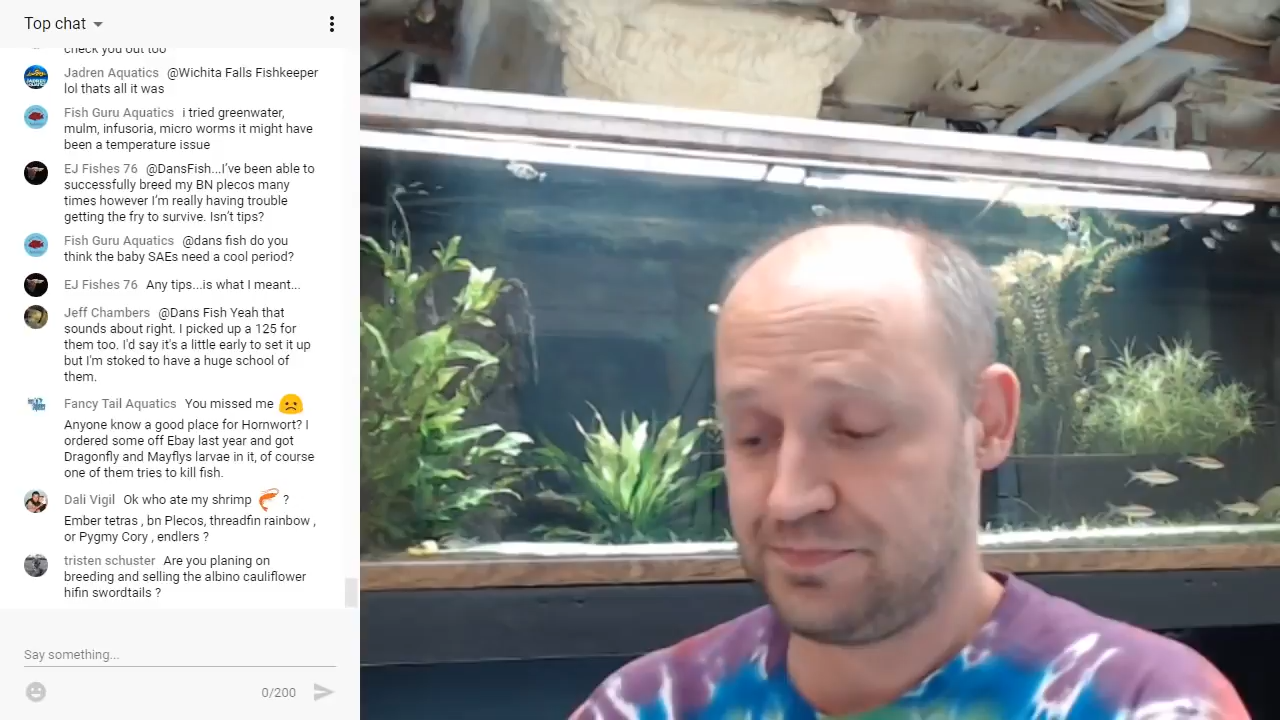 Top chat
check you out too
Jadren Aquatics @Wichita Falls Fishkeeper
lol thats all it was
Fish Guru Aquatics i tried greenwater,
mulm, infusoria, micro worms it might have
been a temperature issue
EJ Fishes 76 @DansFish...I've been able to
successfully breed my BN plecos many
times however I'm really having trouble
getting the fry to survive. Isn't tips?
Fish Guru Aquatics @dans fish do you
think the baby SAEs need a cool period?
EJ Fishes 76 Any tips...is what I meant...
Jeff Chambers @Dans Fish Yeah that
sounds about right. I picked up a 125 for
them too. I'd say it's a little early to set it up
but I'm stoked to have a huge school of
them.
Fancy Tail Aquatics You missed me
Anyone know a good place for Hornwort? I
ordered some off Ebay last year and got
Dragonfly and Mayflys larvae in it, of course
one of them tries to kill fish.
Dali Vigil Ok who ate my shrimp ?
Ember tetras , bn Plecos, threadfin rainbow ,
or Pygmy Cory , endlers ?
tristen schuster Are you planing on
breeding and selling the albino cauliflower
hifin swordtails ?
Say something...
0/200